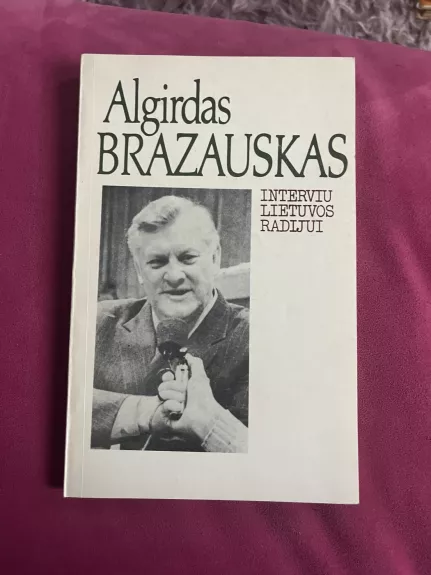 Algirdas
BRAZAUSKAS
INTERVIU
LIETUVOS
RADIJUI